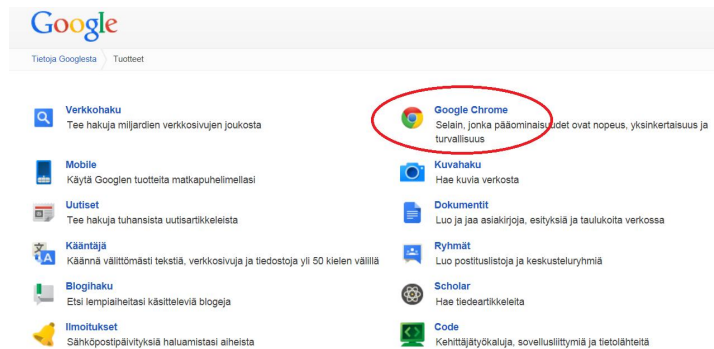 Google
Tietoja Googlesta Tuotteet
Verkkohaku
Tee hakuja miljardien verkkosivujen joukosta
Google Chrome
Selain, jonka pääominaisuudet ovat nopeus, yksinkertaisuus ja
turvallisuus
Mobile
Käytä Googlen tuotteita matkapuhelimellasi
Kuvahaku
Hae kuvia verkosta
Uutiset
Tee hakuja tuhansista uutisartikkeleista
Dokumentit
Luo ja jaa asiakirjoja, esityksiä ja taulukoita verkossa
Kääntäjä
Käännä välittömästi tekstiä, verkkosivuja ja tiedostoja yli 50 kielen välillä
Ryhmät
Luo postituslistoja ja keskusteluryhmiä
Blogihaku
Etsi lempiaiheitasi käsitteleviä blogeja
Scholar
Hae tiedeartikkeleita
Ilmoitukset
Sähköpostipäivityksiä haluamistasi aiheista
Code
Kehittäjätyökaluja, sovellusliittymiä ja tietolähteitä